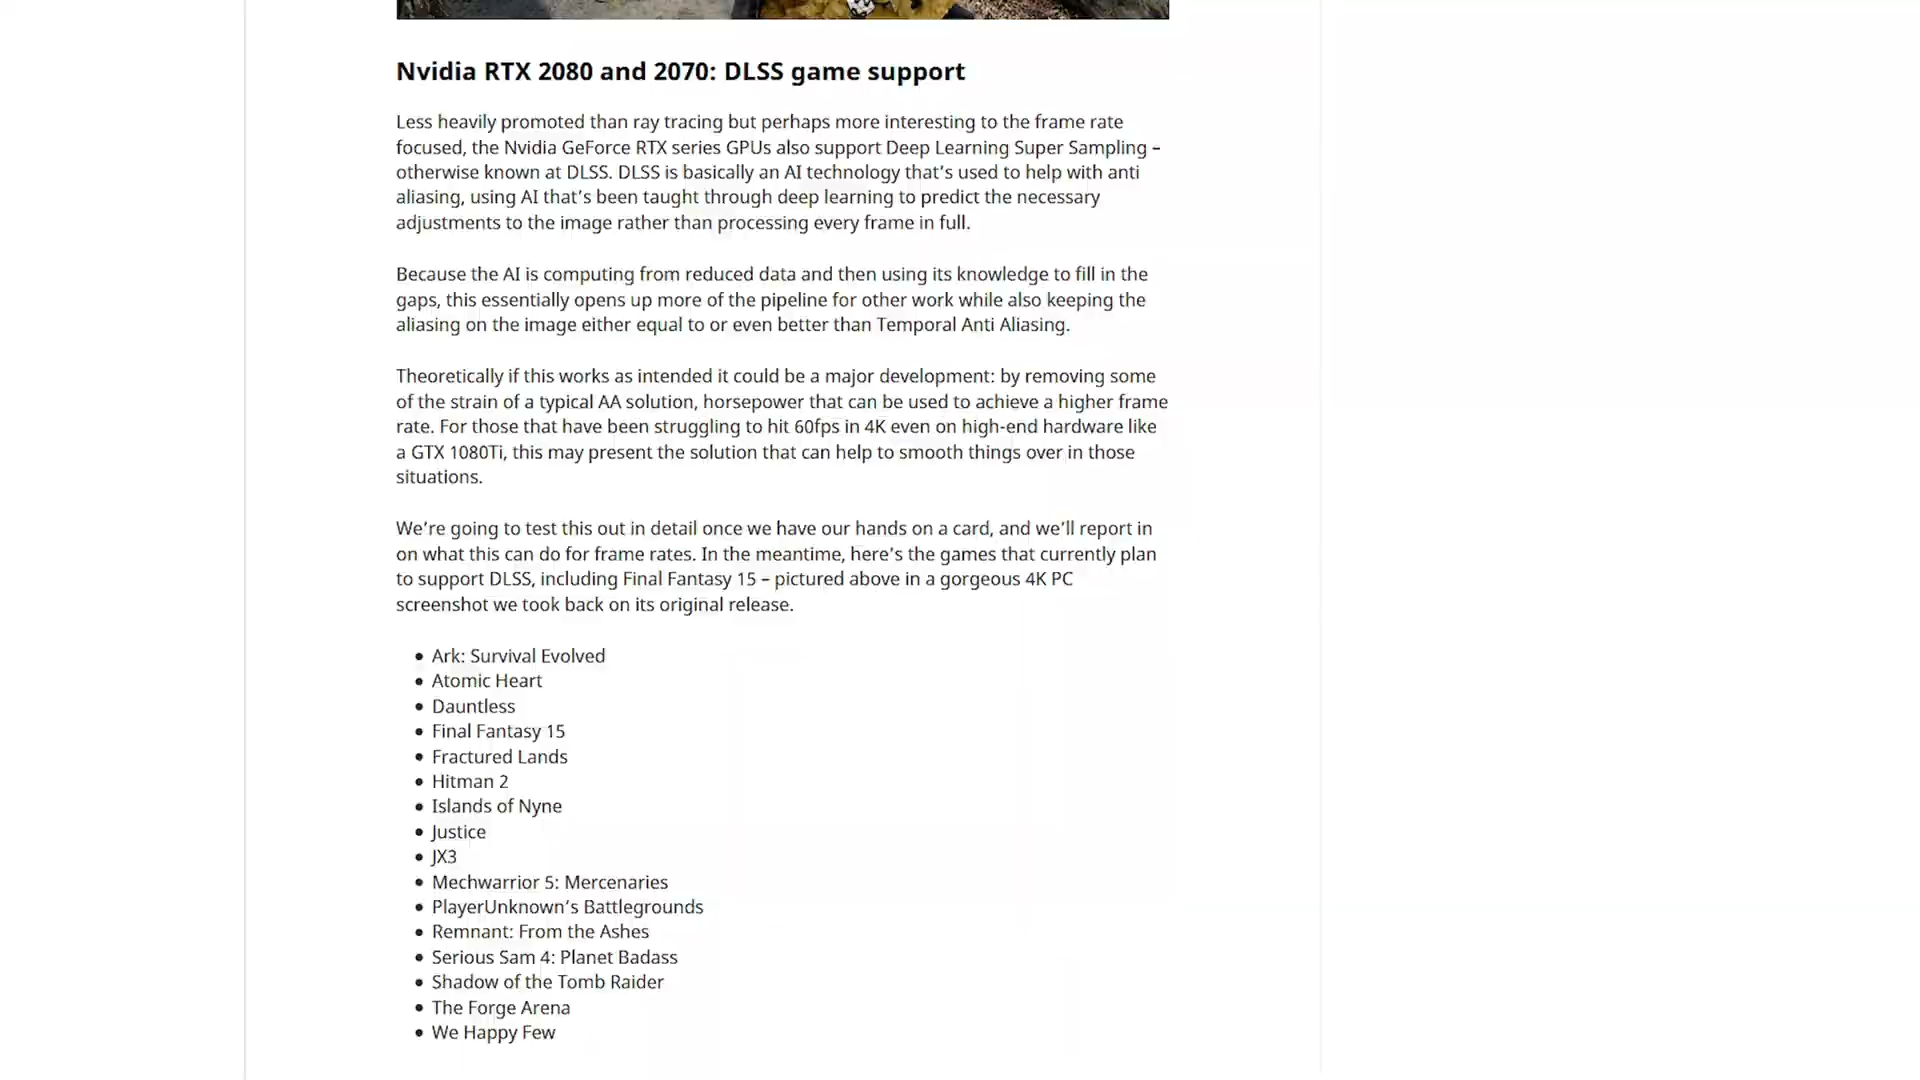 Nvidia RTX 2080 and 2070: DLSS game support
Less heavily promoted than ray tracing but perhaps more interesting to the frame rate
focused, the Nvidia GeForce RTX series GPUs also support Deep Learning Super Sampling –
otherwise known at DLSS. DLSS is basically an AI technology that's used to help with anti
aliasing, using AI that's been taught through deep learning to predict the necessary
adjustments to the image rather than processing every frame in full.
Because the AI is computing from reduced data and then using its knowledge to fill in the
gaps, this essentially opens up more of the pipeline for other work while also keeping the
aliasing on the image either equal to or even better than Temporal Anti Aliasing.
Theoretically if this works as intended it could be a major development: by removing some
of the strain of a typical AA solution, horsepower that can be used to achieve a higher frame
rate. For those that have been struggling to hit 60fps in 4K even on high-end hardware like
a GTX 1080Ti, this may present the solution that can help to smooth things over in those
situations.
We're going to test this out in detail once we have our hands on a card, and we'll report in
on what this can do for frame rates. In the meantime, here's the games that currently plan
to support DLSS, including Final Fantasy 15 – pictured above in a gorgeous 4K PC
screenshot we took back on its original release.
• Ark: Survival Evolved
• Atomic Heart
• Dauntless
• Final Fantasy 15
• Fractured Lands
• Hitman 2
• Islands of Nyne
• Justice
• JX3
• Mechwarrior 5: Mercenaries
• PlayerUnknown's Battlegrounds
• Remnant: From the Ashes
• Serious Sam 4: Planet Badass
• Shadow of the Tomb Raider
• The Forge Arena
• We Happy Few